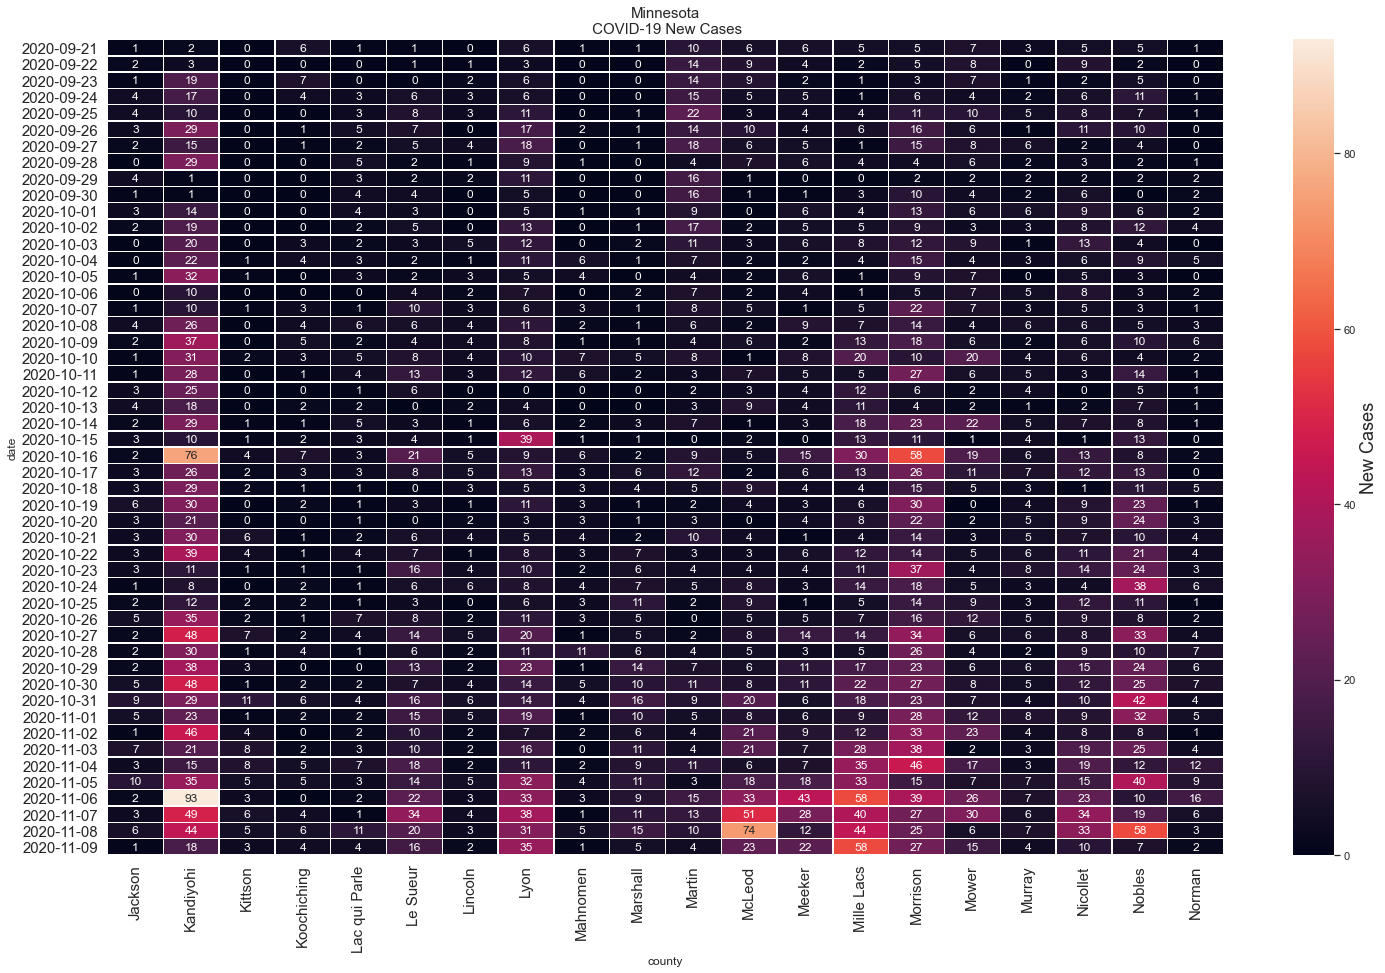 Minnesota
COVID-19 New Cases
2020-09-21 1 2 0 6 1 1 0 6 1 1 10 6 6 5 5 7 3 5 5 1
2020-09-22 2 3 0 0 0 1 1 3 0 0 14 9 4 2 5 8 0 9 2 0
2020-09-23 1 19 0 7 0 0 2 6 0 0 14 9 2 1 3 7 1 2 5 0
2020-09-24 4 17 0 4 3 6 3 6 0 0 15 5 5 1 6 4 2 6 11 1
2020-09-25 4 10 0 0 3 8 3 11 0 1 22 3 4 4 11 10 5 8 7 1
2020-09-26 3 29 0 1 5 7 0 17 2 1 14 10 4 6 16 6 1 11 10 0
2020-09-27 2 15 0 1 2 5 4 18 0 1 18 6 5 1 15 8 6 2 4 0
2020-09-28 0 29 0 0 5 2 1 9 1 0 4 7 6 4 4 6 2 3 2 1
2020-09-29 4 1 0 0 3 2 2 11 0 0 16 1 0 0 2 2 2 2 2 2
2020-09-30 1 1 0 0 4 4 0 5 0 0 16 1 1 3 10 4 2 6 0 2
2020-10-01 3 14 0 0 4 3 0 5 1 1 9 0 6 4 13 6 6 9 6 2
2020-10-02 2 19 0 0 2 5 0 13 0 1 17 2 5 5 9 3 3 8 12 4
2020-10-03 0 20 0 3 2 3 5 12 0 2 11 3 6 8 12 9 1 13 4 0
2020-10-04 0 22 1 4 3 2 1 11 6 1 7 2 2 4 15 4 3 6 9 5
2020-10-05 1 32 1 0 3 2 3 5 4 0 4 2 6 1 9 7 0 5 3 0
2020-10-06 0 10 0 0 0 4 2 7 0 2 7 2 4 1 5 7 5 8 3 2
2020-10-07 1 10 1 3 1 10 3 6 3 1 8 5 1 5 22 7 3 5 3 1
2020-10-08 4 26 0 4 6 6 4 11 2 1 6 2 9 7 14 4 6 6 5 3
2020-10-09 2 37 0 5 2 4 4 8 1 1 4 6 2 13 18 6 2 6 10 6
2020-10-10 1 31 2 3 5 8 4 10 7 5 8 1 8 20 10 20 4 6 4 2
2020-10-11 1 28 0 1 4 13 3 12 6 2 3 7 5 5 27 6 5 3 14 1
2020-10-12 3 25 0 0 1 6 0 2 0 0 2 3 4 12 6 2 4 0 5 1
2020-10-13 4 18 0 2 2 0 2 4 0 0 3 9 4 11 4 2 1 2 7 1
2020-10-14 2 29 1 1 5 3 1 6 2 3 7 1 3 18 23 22 5 7 8 1
2020-10-15 3 10 1 2 3 4 1 39 1 1 0 2 0 13 11 1 4 1 13 0
2020-10-16 2 76 4 7 3 21 5 9 6 2 9 5 15 30 58 19 6 13 8 2
2020-10-17 3 26 2 3 3 8 5 13 3 6 12 2 6 13 26 11 7 12 13 0
2020-10-18 3 29 2 1 1 0 3 5 3 4 5 9 4 4 15 5 3 1 11 5
2020-10-19 6 30 0 2 1 3 1 11 3 1 2 4 3 6 30 0 4 9 23 1
2020-10-20 3 21 0 0 1 0 2 3 3 1 3 0 4 8 22 2 5 9 24 3
2020-10-21 3 30 6 1 2 6 4 5 4 2 10 4 1 4 14 3 5 7 10 4
2020-10-22 3 39 4 1 4 7 1 8 3 7 3 3 6 12 14 5 6 11 21 4
2020-10-23 3 11 1 1 1 16 4 10 2 6 4 4 4 11 37 4 8 14 24 3
2020-10-24 1 8 0 2 1 6 6 8 4 7 5 8 3 14 18 5 3 4 38 6
2020-10-25 2 12 2 2 1 3 0 6 3 11 2 9 1 5 14 9 3 12 11 1
2020-10-26 5 35 2 1 7 8 2 11 3 5 0 5 5 7 16 12 5 9 8 2
2020-10-27 2 48 7 2 4 14 5 20 1 5 2 8 14 14 34 6 6 8 33 4
2020-10-28 2 30 1 4 1 6 2 11 11 6 4 5 3 5 26 4 2 9 10 7
2020-10-29 2 38 3 0 0 13 2 23 1 14 7 6 11 17 23 6 6 15 24 6
2020-10-30 5 48 1 2 2 7 4 14 5 10 11 8 11 22 27 8 5 12 25 7
2020-10-31 9 29 11 6 4 16 6 14 4 16 9 20 6 18 23 7 4 10 42 4
2020-11-01 5 23 1 2 2 15 5 19 1 10 5 8 6 9 28 12 8 9 32 5
2020-11-02 1 46 4 0 2 10 2 7 2 6 4 21 9 12 33 23 4 8 8 1
2020-11-03 7 21 8 2 3 10 2 16 0 11 4 21 7 28 38 2 3 19 25 4
2020-11-04 3 15 8 5 7 18 2 11 2 9 11 6 7 35 46 17 3 19 12 12
2020-11-05 10 35 5 5 3 14 5 32 4 11 3 18 18 33 15 7 7 15 40 9
2020-11-06 2 93 3 0 2 22 3 33 3 9 15 33 43 58 39 26 7 23 10 16
2020-11-07 3 49 6 4 1 34 4 38 1 11 13 51 28 40 27 30 6 34 19 6
2020-11-08 6 44 5 6 11 20 3 31 5 15 10 74 12 44 25 6 7 33 58 3
2020-11-09 1 18 3 4 4 16 2 35 1 5 4 23 22 58 27 15 4 10 7 2
Jackson Kandiyohi Kittson Koochiching Lac qui Parle Le Sueur Lincoln Lyon Mahnomen Marshall Martin McLeod Meeker Mille Lacs Morrison Mower Murray Nicollet Nobles Norman
county
date
80
60
40
20
0
New Cases